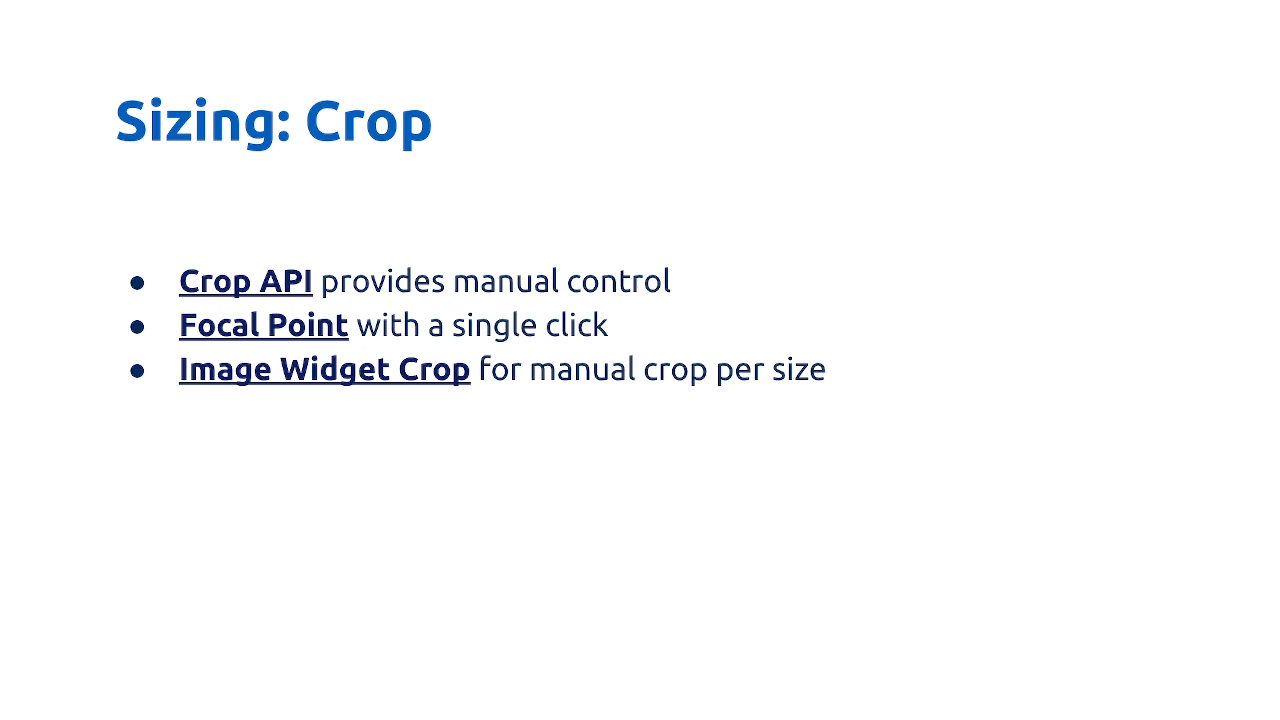 Sizing: Crop
● Crop API provides manual control
● Focal Point with a single click
● Image Widget Crop for manual crop per size